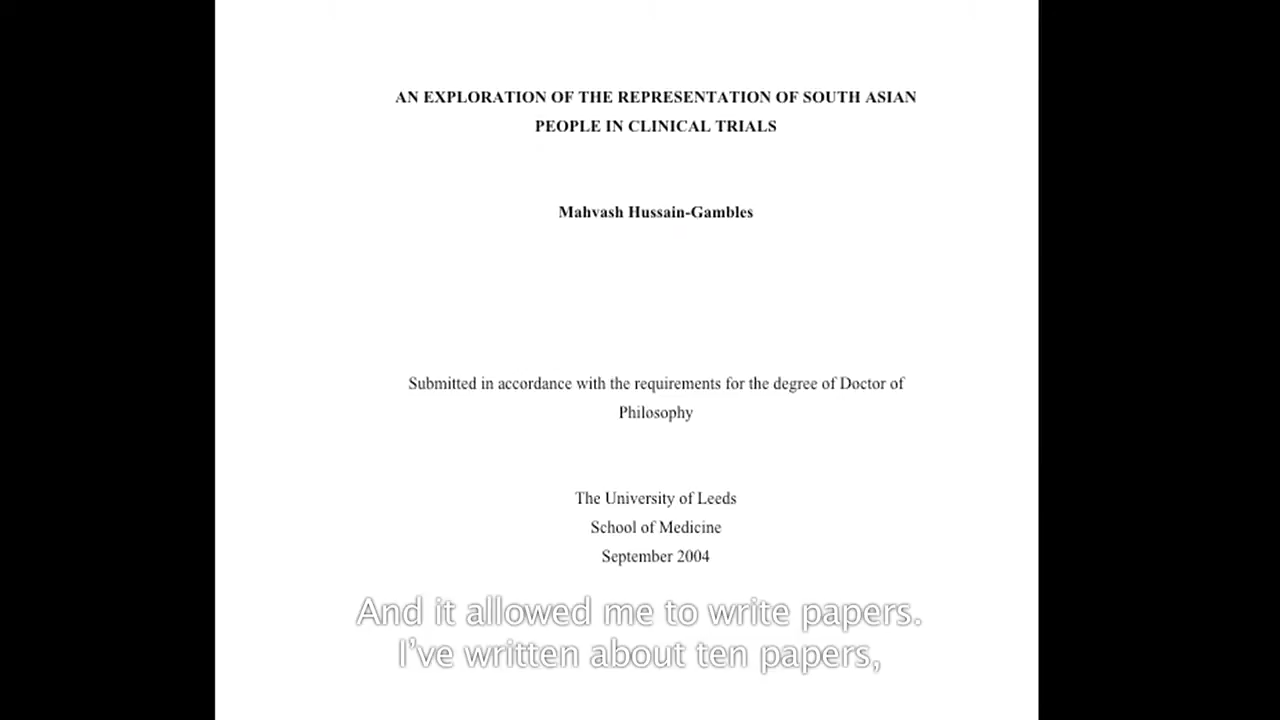 AN EXPLORATION OF THE REPRESENTATION OF SOUTH ASIAN
PEOPLE IN CLINICAL TRIALS
Mahvash Hussain-Gambles
Submitted in accordance with the requirements for the degree of Doctor of
Philosophy
The University of Leeds
School of Medicine
September 2004
And it allowed me to write papers.
I've written about ten papers,